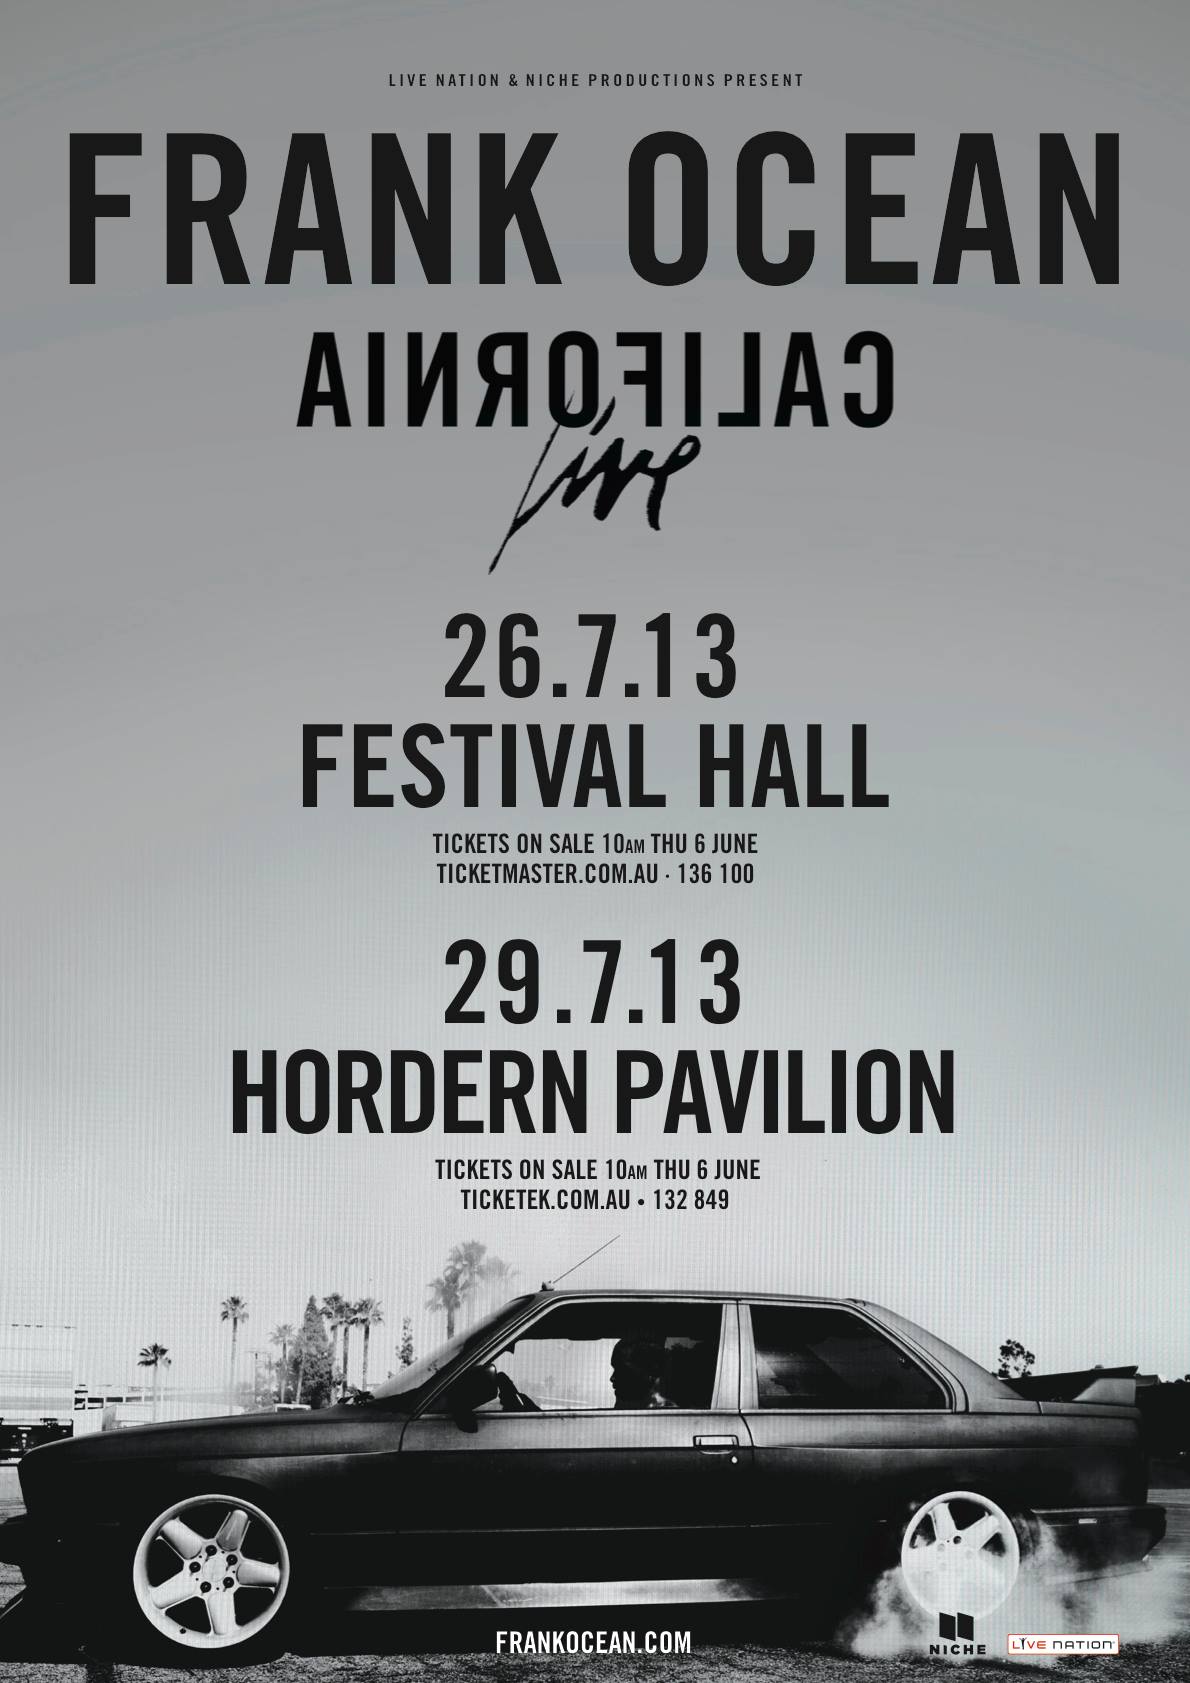 LIVE NATION & NICHE PRODUCTIONS PRESENT
FRANK OCEAN
CALIFORNIA
Live
26.7.13
FESTIVAL HALL
TICKETS ON SALE 10AM THU 6 JUNE
TICKETMASTER.COM.AU · 136 100
29.7.13
HORDERN PAVILION
TICKETS ON SALE 10AM THU 6 JUNE
TICKETEK.COM.AU • 132 849
FRANKOCEAN.COM
NICHE
LIVE NATION